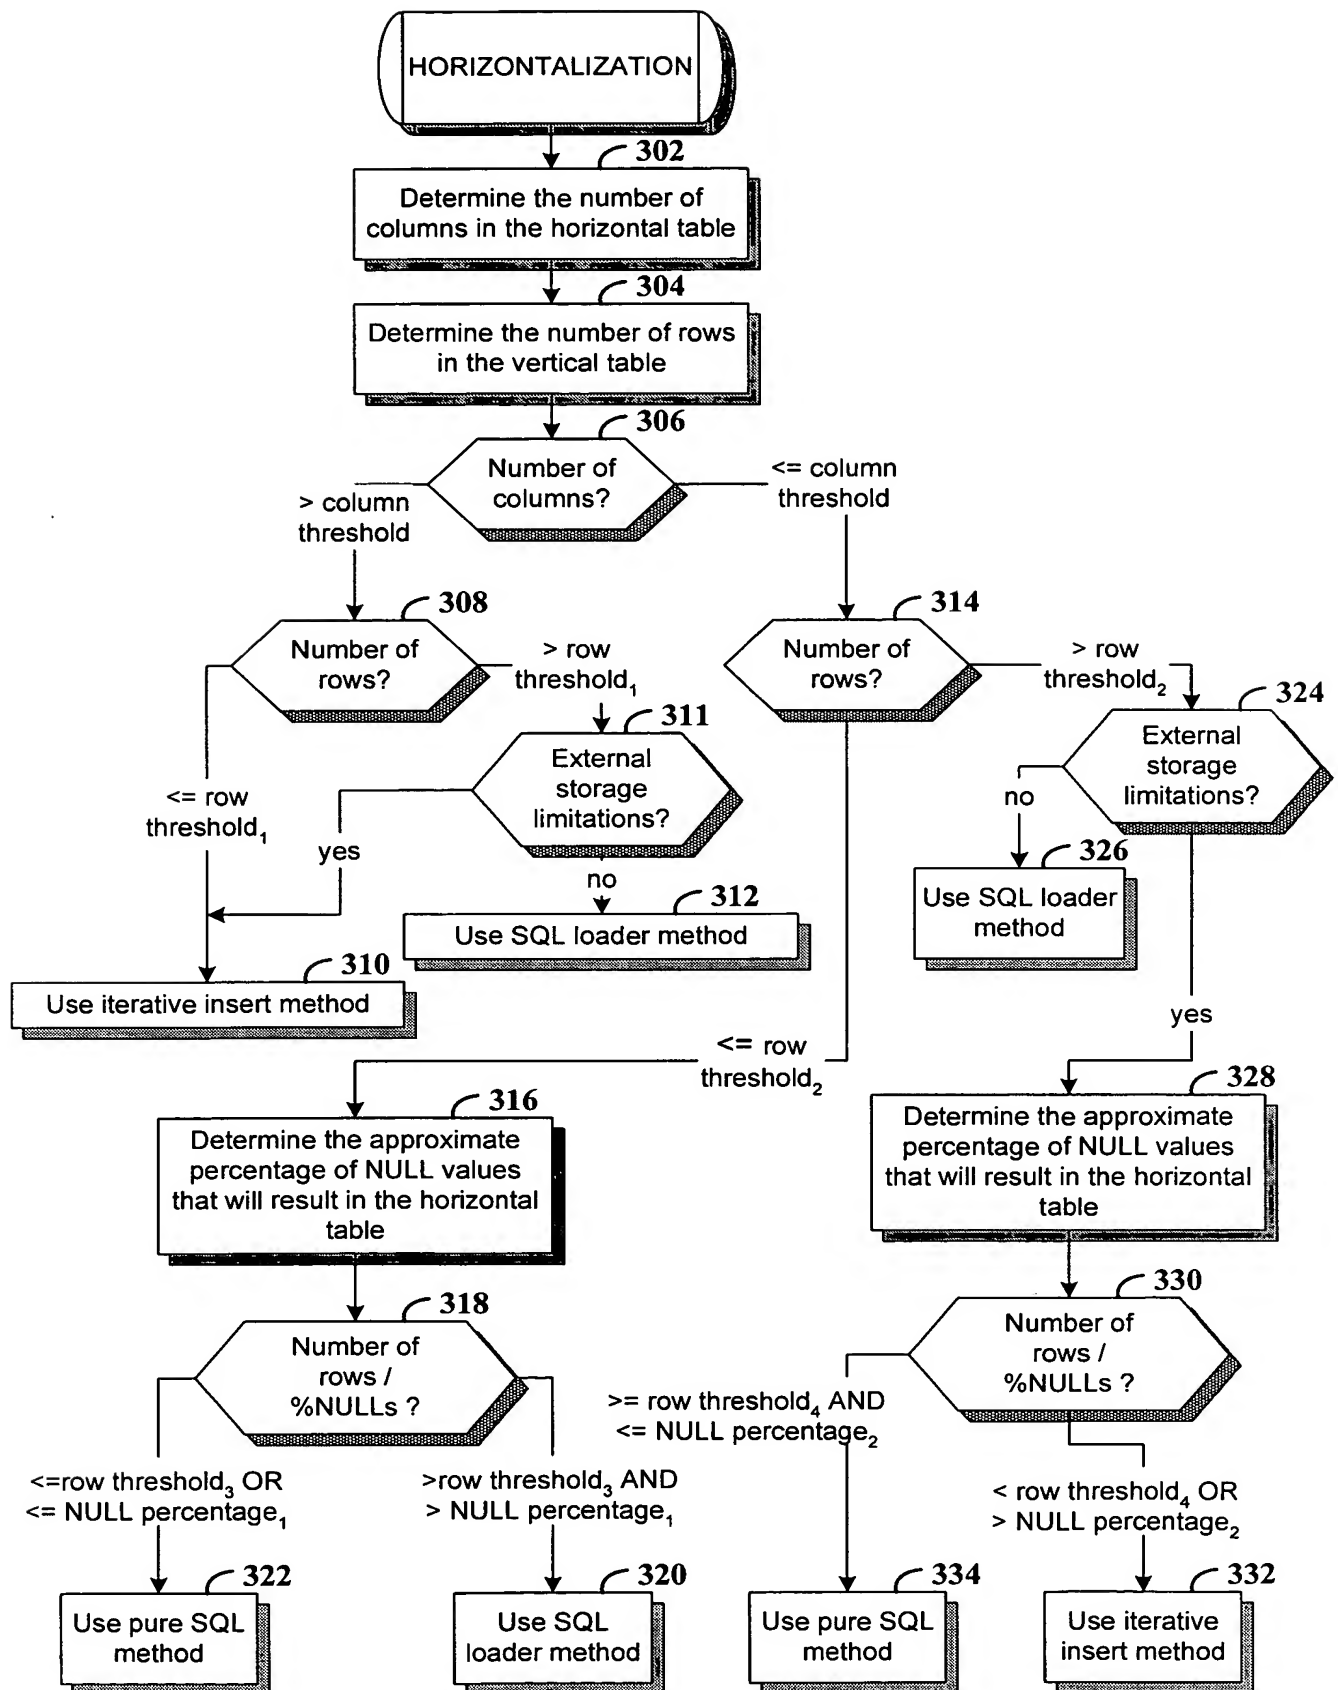 HORIZONTALIZATION
302
Determine the number of
columns in the horizontal table
304
Determine the number of rows
in the vertical table
306
Number of
columns?
> column
threshold
<= column
threshold
308
Number of
rows?
> row
threshold₁
<= row
threshold₁
311
External
storage
limitations?
yes
no
312
Use SQL loader method
310
Use iterative insert method
314
Number of
rows?
> row
threshold₂
324
External
storage
limitations?
no
326
Use SQL loader
method
yes
<= row
threshold₂
316
Determine the approximate
percentage of NULL values
that will result in the horizontal
table
328
Determine the approximate
percentage of NULL values
that will result in the horizontal
table
318
Number of
rows /
%NULLs ?
330
Number of
rows /
%NULLs ?
<=row threshold₃ OR
<= NULL percentage₁
>row threshold₃ AND
> NULL percentage₁
>= row threshold₄ AND
<= NULL percentage₂
< row threshold₄ OR
> NULL percentage₂
322
Use pure SQL
method
320
Use SQL
loader method
334
Use pure SQL
method
332
Use iterative
insert method